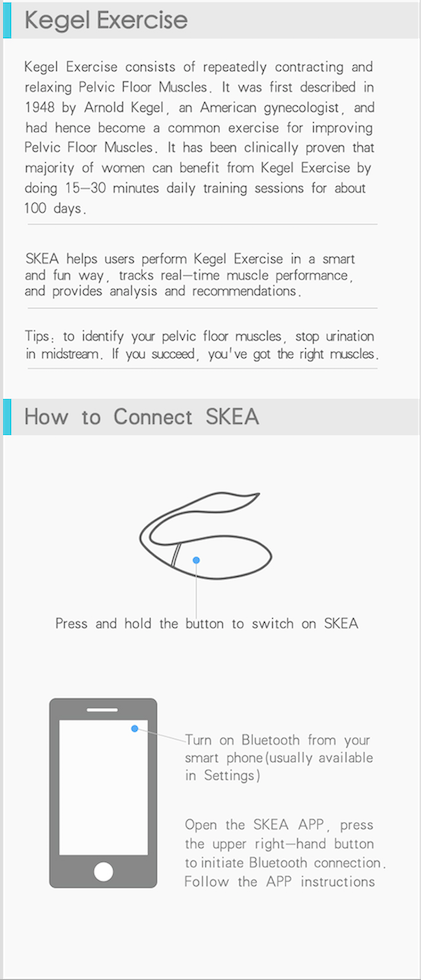 Kegel Exercise
Kegel Exercise consists of repeatedly contracting and
relaxing Pelvic Floor Muscles. It was first described in
1948 by Arnold Kegel, an American gynecologist, and
had hence become a common exercise for improving
Pelvic Floor Muscles. It has been clinically proven that
majority of women can benefit from Kegel Exercise by
doing 15—30 minutes daily training sessions for about
100 days.
SKEA helps users perform Kegel Exercise in a smart
and fun way, tracks real—time muscle performance,
and provides analysis and recommendations.
Tips: to identify your pelvic floor muscles, stop urination
in midstream. If you succeed, you've got the right muscles.
How to Connect SKEA
Press and hold the button to switch on SKEA
Turn on Bluetooth from your
smart phone(usually available
in Settings)
Open the SKEA APP, press
the upper right—hand button
to initiate Bluetooth connection.
Follow the APP instructions